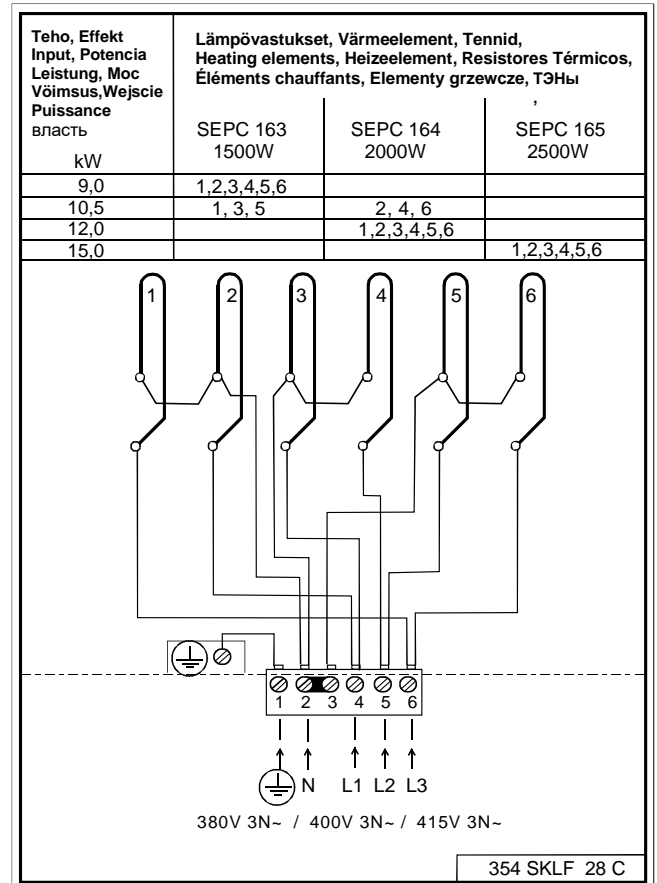 Teho, Effekt
Input, Potencia
Leistung, Moc
Vöimsus,Wejscie
Puissance
власть
kW
Lämpövastukset, Värmeelement, Tennid,
Heating elements, Heizeelement, Resistores Térmicos,
Éléments chauffants, Elementy grzewcze, ТЭНы
,
SEPC 163
1500W
SEPC 164
2000W
SEPC 165
2500W
9,0 1,2,3,4,5,6
10,5 1, 3, 5 2, 4, 6
12,0 1,2,3,4,5,6
15,0 1,2,3,4,5,6
1 2 3 4 5 6
1 2 3 4 5 6
N L1 L2 L3
380V 3N~ / 400V 3N~ / 415V 3N~
354 SKLF 28 C